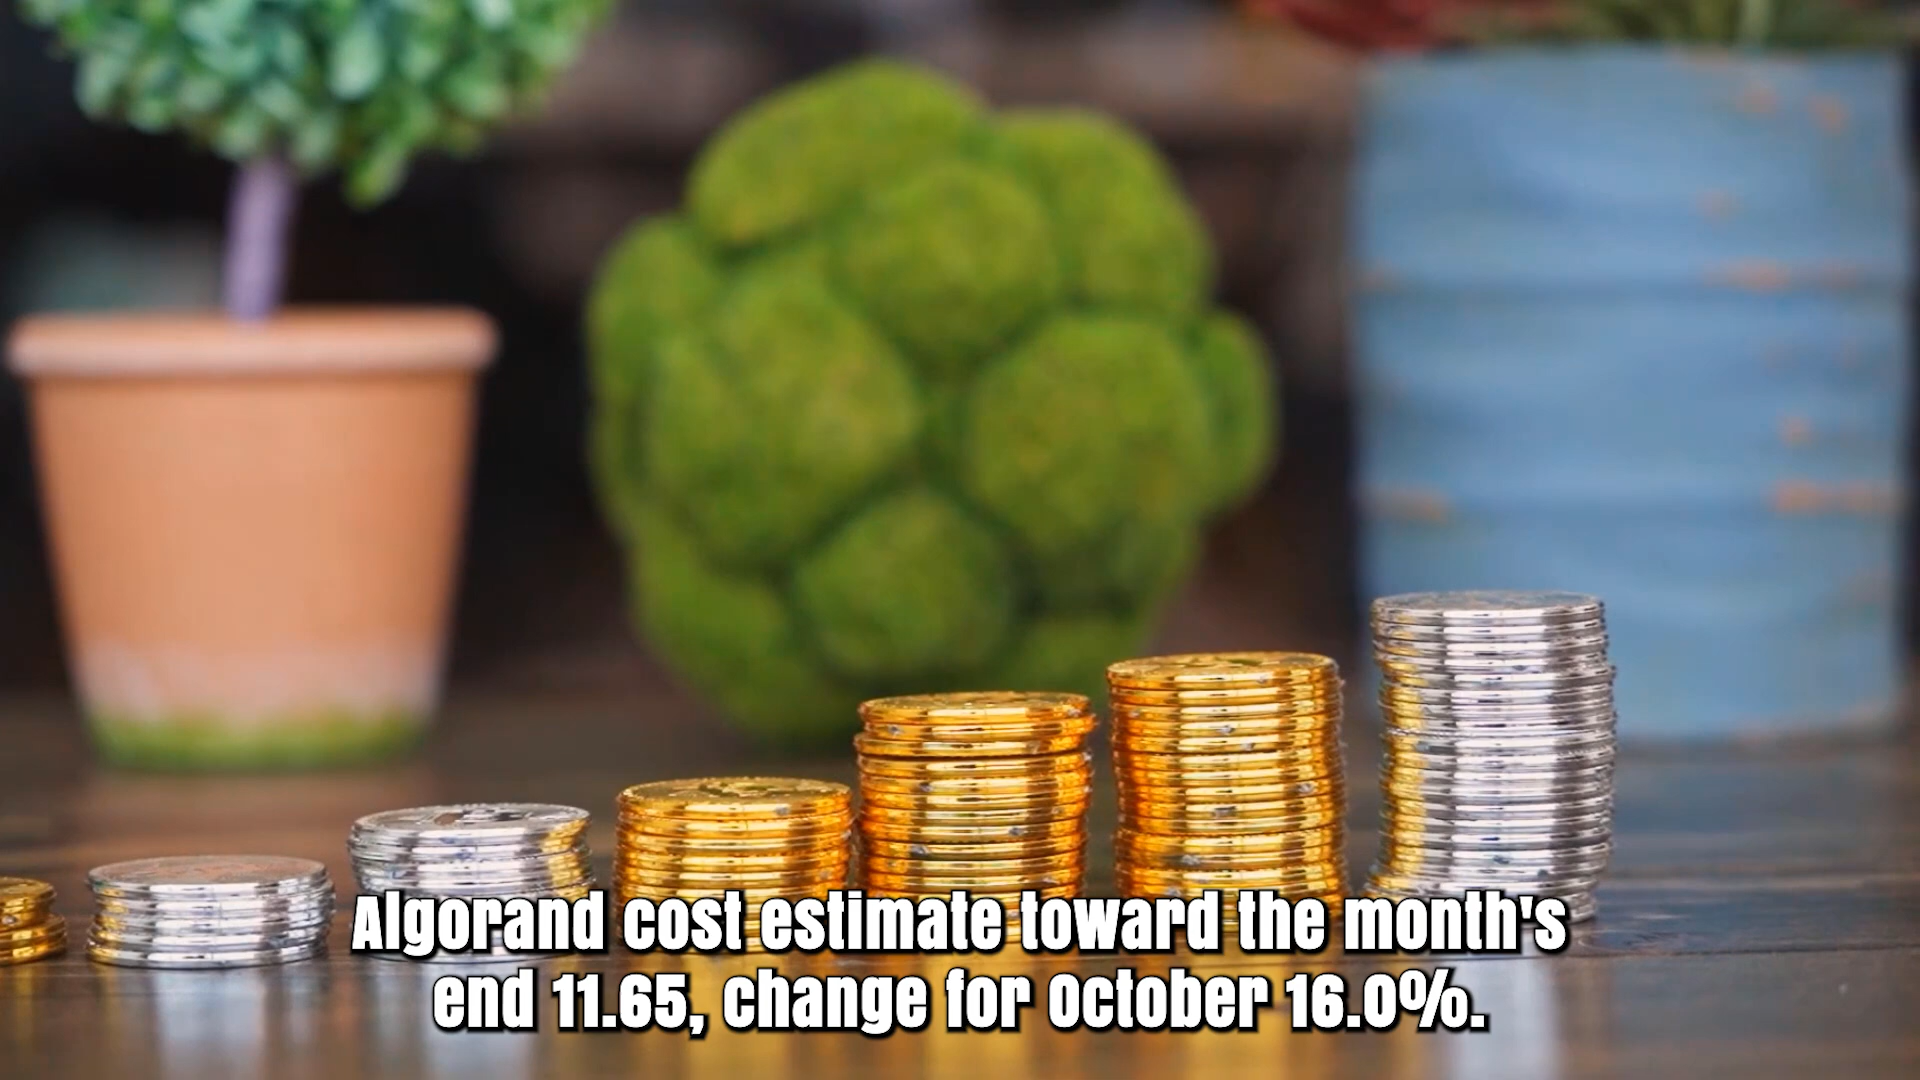 Algorand cost estimate toward the month's
end 11.65, change for October 16.0%.